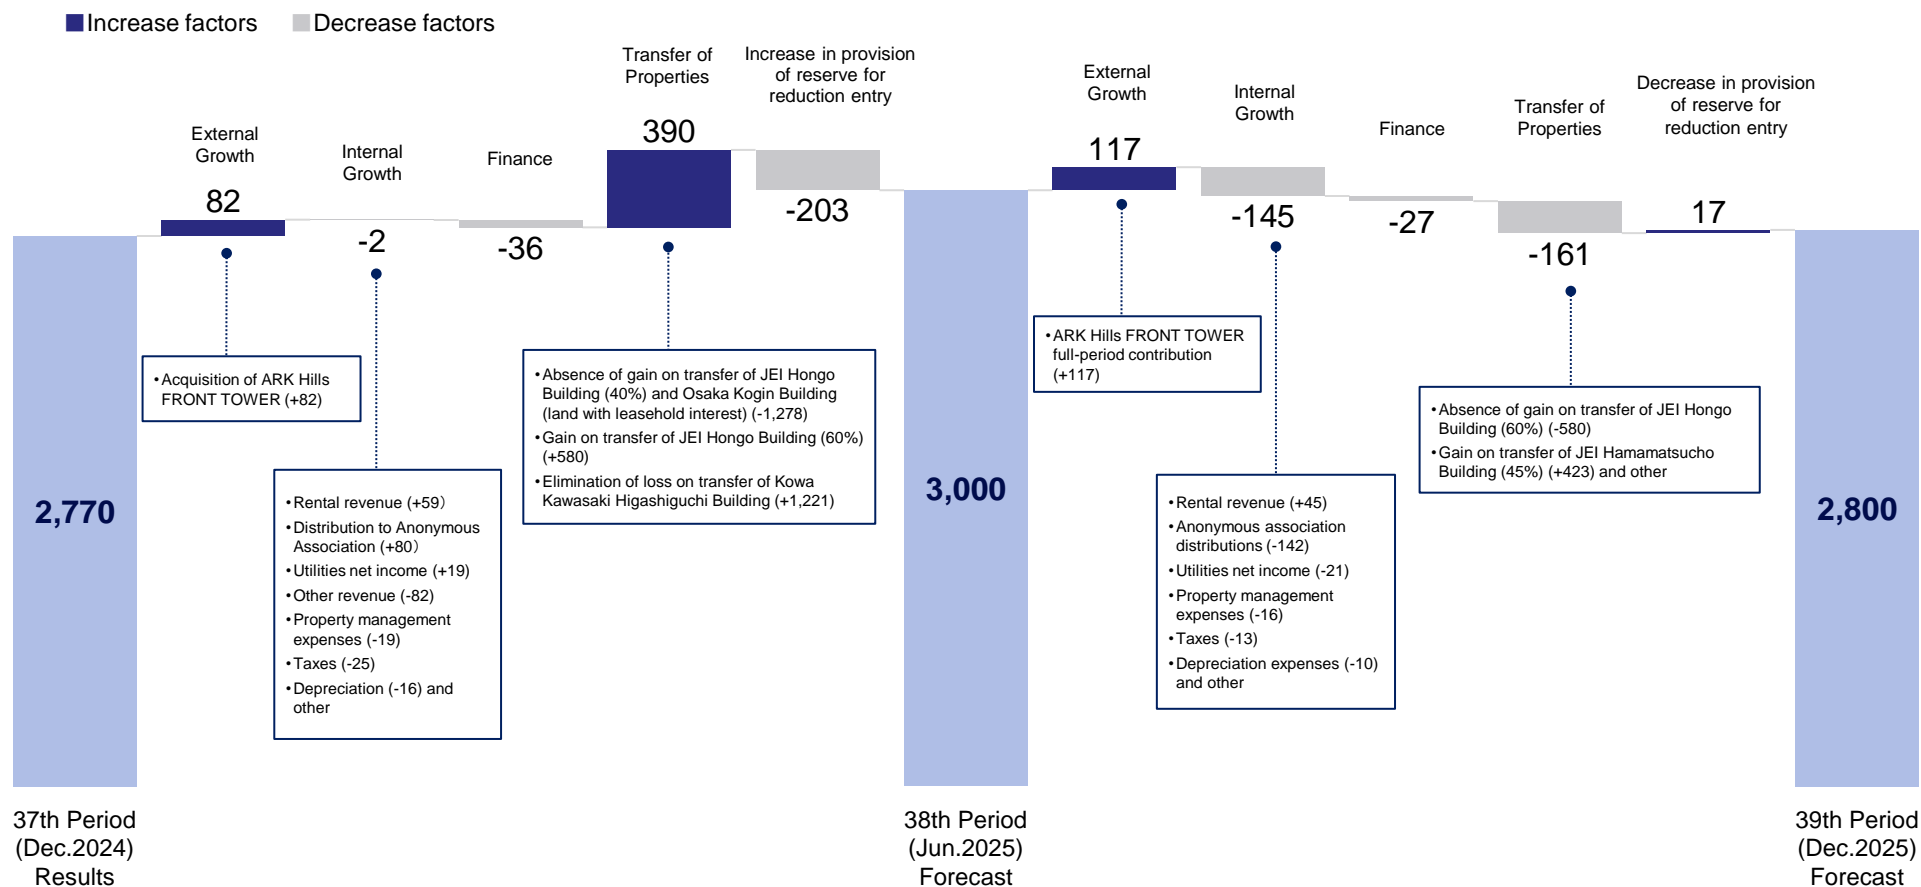 Increase factors
Decrease factors
External
Growth
82
Internal
Growth
-2
Finance
-36
Transfer of
Properties
390
Increase in provision
of reserve for
reduction entry
-203
External
Growth
117
Internal
Growth
-145
Finance
-27
Transfer of
Properties
-161
Decrease in provision
of reserve for
reduction entry
17
•Acquisition of ARK Hills
FRONT TOWER (+82)
•Rental revenue (+59）
•Distribution to Anonymous
Association (+80）
•Utilities net income (+19)
•Other revenue (-82)
•Property management
expenses (-19)
•Taxes (-25)
•Depreciation (-16) and
other
•Absence of gain on transfer of JEI Hongo
Building (40%) and Osaka Kogin Building
(land with leasehold interest) (-1,278)
•Gain on transfer of JEI Hongo Building (60%)
(+580)
•Elimination of loss on transfer of Kowa
Kawasaki Higashiguchi Building (+1,221)
•ARK Hills FRONT TOWER
full-period contribution
(+117)
•Rental revenue (+45)
•Anonymous association
distributions (-142)
•Utilities net income (-21)
•Property management
expenses (-16)
•Taxes (-13)
•Depreciation expenses (-10)
and other
•Absence of gain on transfer of JEI Hongo
Building (60%) (-580)
•Gain on transfer of JEI Hamamatsucho
Building (45%) (+423) and other
2,770
3,000
2,800
37th Period
(Dec.2024)
Results
38th Period
(Jun.2025)
Forecast
39th Period
(Dec.2025)
Forecast